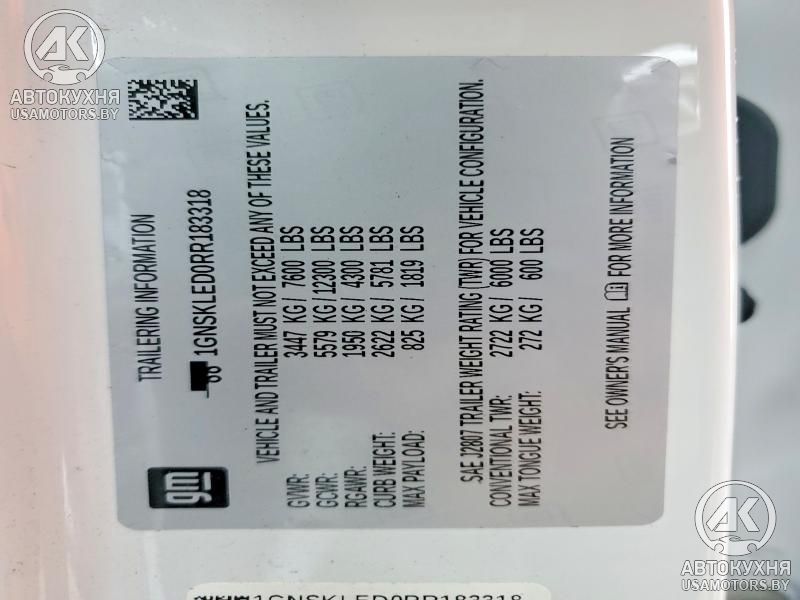 АК
АВТОКУХНЯ
USAMOTORS.BY
gm
TRAILERING INFORMATION
1GNSKLED0RR183318
VEHICLE AND TRAILER MUST NOT EXCEED ANY OF THESE VALUES.
GVWR: 3447 KG/ 7600 LBS
GCWR: 5579 KG/12300 LBS
RGAWR: 1950 KG/ 4300 LBS
CURB WEIGHT: 2622 KG/ 5781 LBS
MAX PAYLOAD: 825 KG/ 1819 LBS
SAE J2807 TRAILER WEIGHT RATING (TWR) FOR VEHICLE CONFIGURATION.
CONVENTIONAL TWR: 2722 KG/ 6000 LBS
MAX TONGUE WEIGHT: 272 KG/ 600 LBS
SEE OWNER'S MANUAL FOR MORE INFORMATION
1GNSKLED0RR183318
АК
АВТОКУХНЯ
USAMOTORS.BY